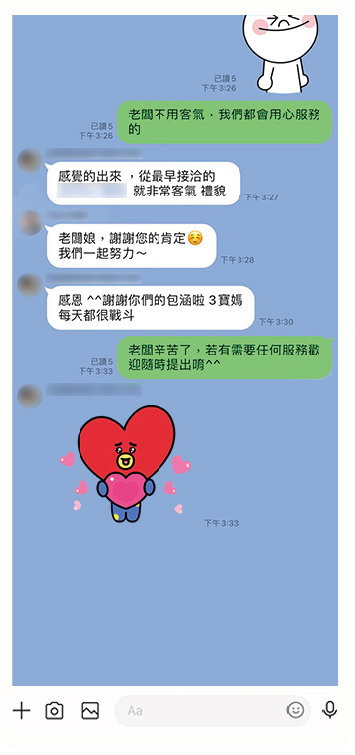 已讀 5
下午3:26
老闆不用客氣，我們都會用心服務
的
已讀 5
下午3:26
感覺的出來 ，從最早接洽的
就非常客氣 禮貌
下午3:27
老闆娘，謝謝您的肯定☺️
我們一起努力～
下午3:28
感恩 ^^謝謝你們的包涵啦 3寶媽
每天都很戰斗
下午3:30
老闆辛苦了，若有需要任何服務歡
迎隨時提出唷^^
已讀 5
下午3:33
下午3:33
Aa